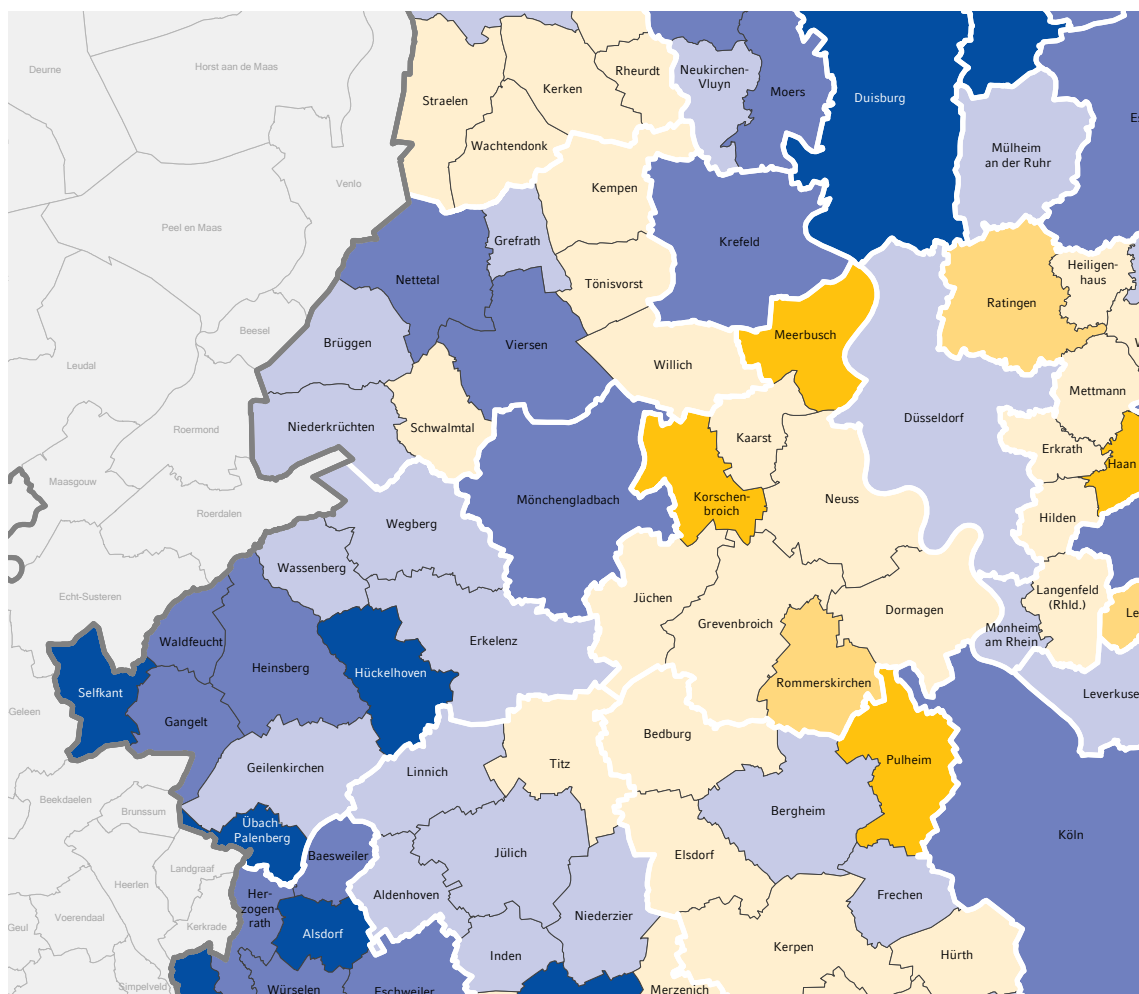 Deurne
Horst aan de Maas
Rheurdt
Neukirchen-
Vluyn
Kerken
Moers
Straelen
Duisburg
Wachtendonk
Mülheim
an der Ruhr
Venlo
Kempen
Peel en Maas
Grefrath
Krefeld
Heiligen-
haus
Nettetal
Tönisvorst
Ratingen
Beesel
Brüggen
Viersen
Meerbusch
Leudal
Willich
Mettmann
Düsseldorf
Roermond
Niederkrüchten
Schwalmtal
Kaarst
Erkrath
Haan
Maasgouw
Mönchengladbach
Korschen-
broich
Neuss
Roerdalen
Wegberg
Hilden
Wassenberg
Echt-Susteren
Jüchen
Dormagen
Langenfeld
(Rhld.)
Le
Grevenbroich
Monheim
am Rhein
Waldfeucht
Erkelenz
Heinsberg
Hückelhoven
Rommerskirchen
Selfkant
Leverkuse
Geleen
Gangelt
Bedburg
Geilenkirchen
Linnich
Titz
Pulheim
Beekdaelen
Brunssum
Bergheim
Übach-
Palenberg
Köln
Baesweiler
Jülich
Elsdorf
Landgraaf
Heerlen
Her-
zogen-
rath
Aldenhoven
Frechen
Voerendaal
Niederzier
Geul
Kerkrade
Alsdorf
Kerpen
Inden
Hürth
Simpelveld
Würselen
Eschweiler
Merzenich